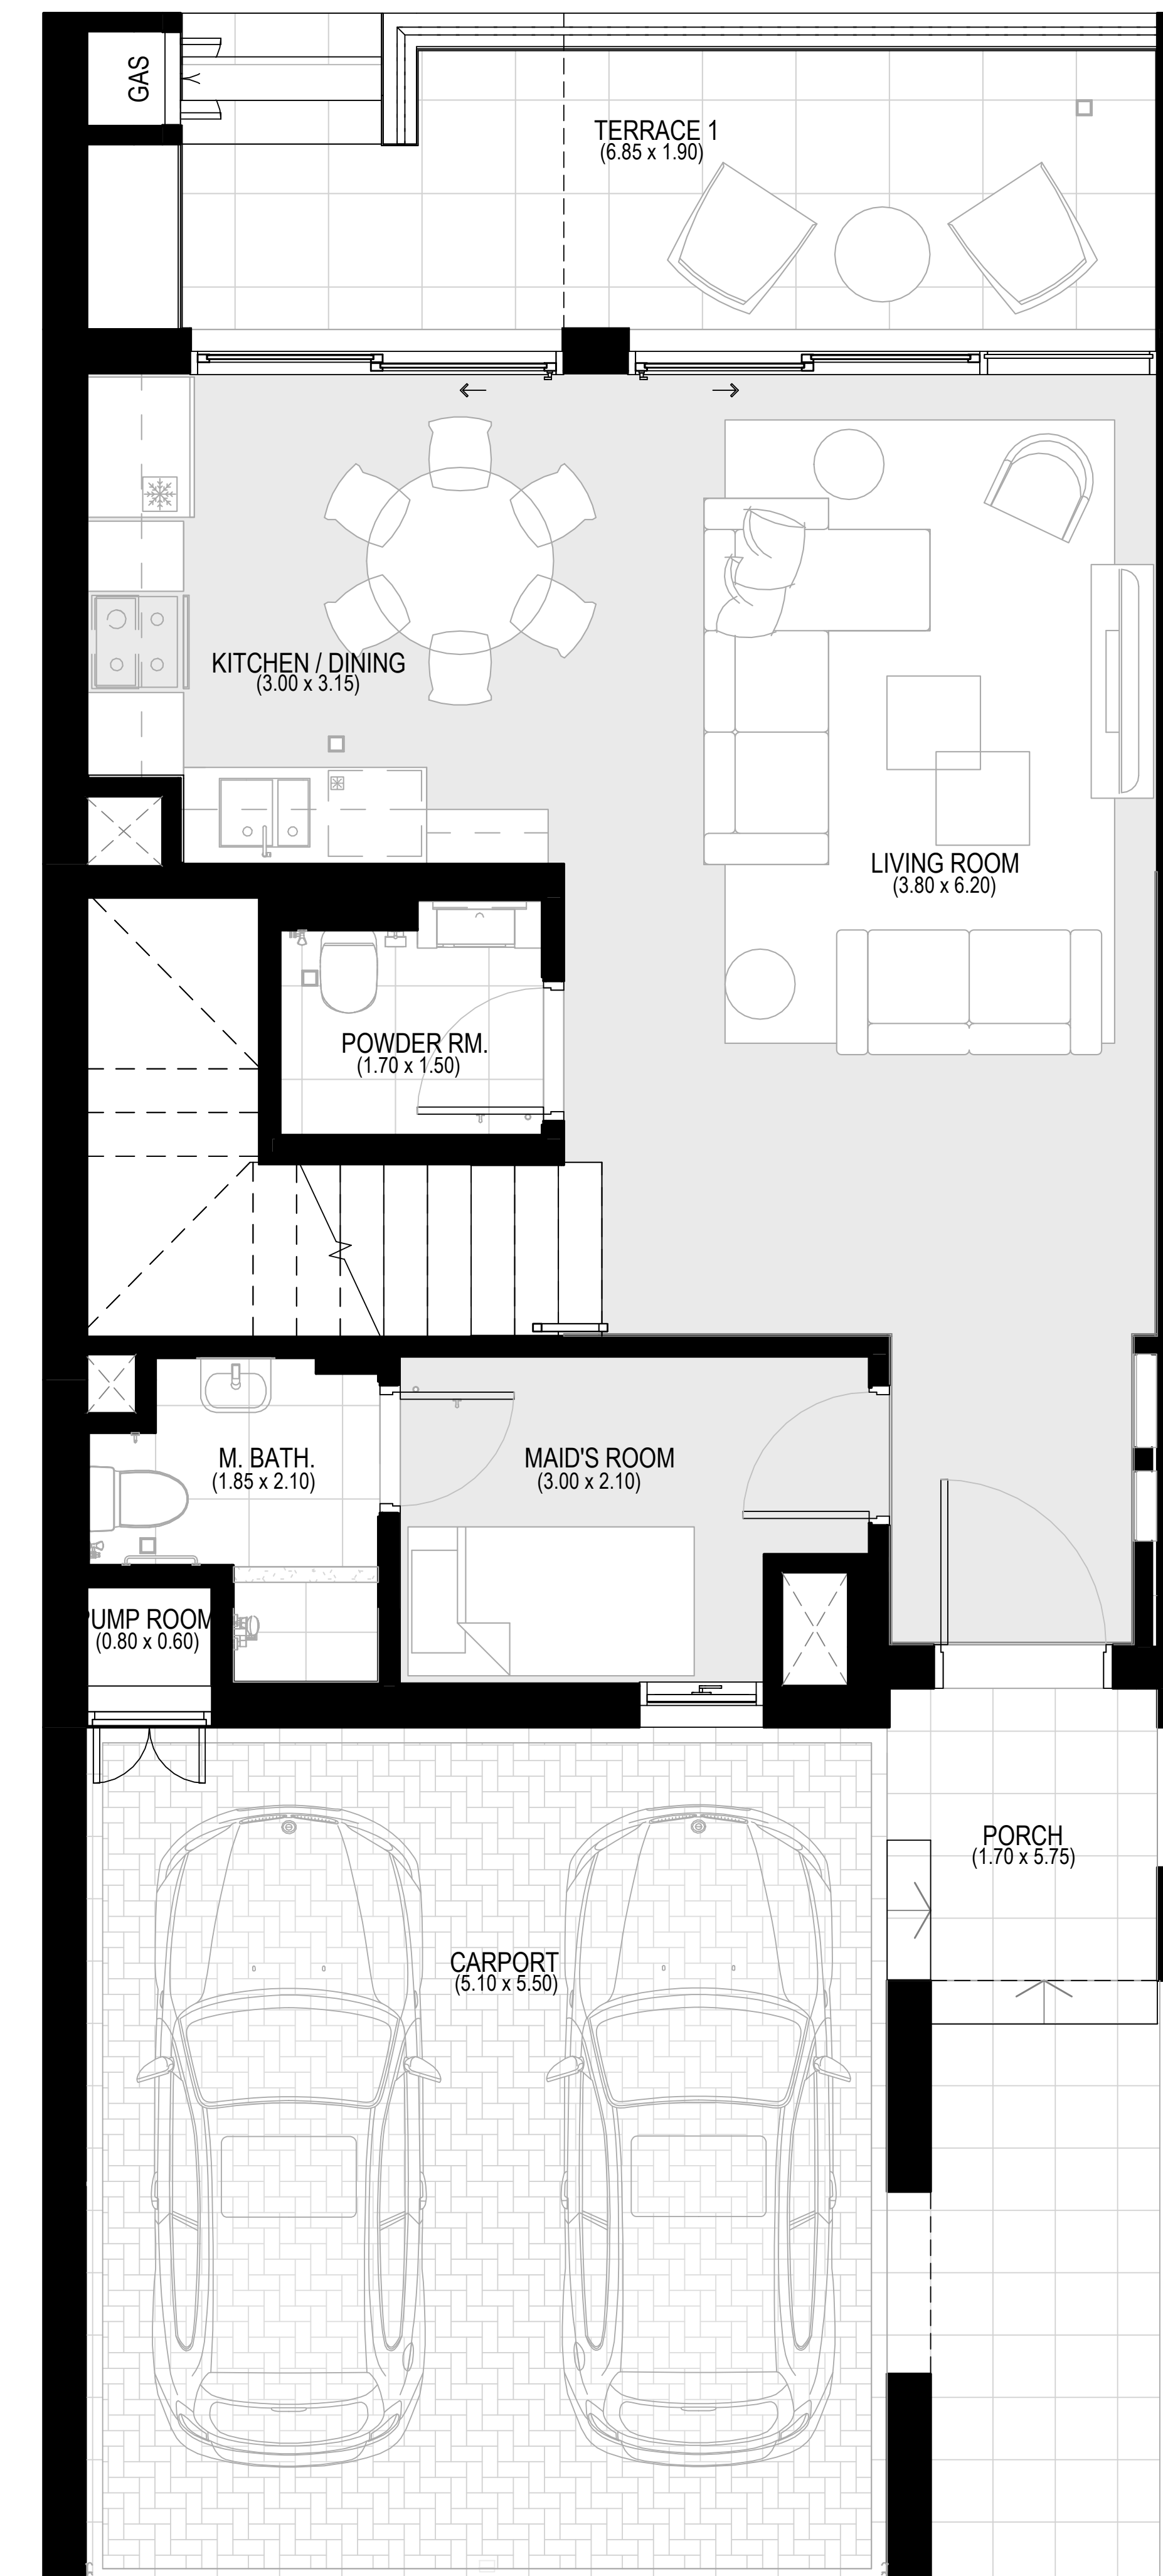 GAS
TERRACE 1
(6.85 x 1.90)
KITCHEN / DINING
(3.00 x 3.15)
LIVING ROOM
(3.80 x 6.20)
POWDER RM.
(1.70 x 1.50)
M. BATH.
(1.85 x 2.10)
MAID'S ROOM
(3.00 x 2.10)
PUMP ROOM
(0.80 x 0.60)
PORCH
(1.70 x 5.75)
CARPORT
(5.10 x 5.50)